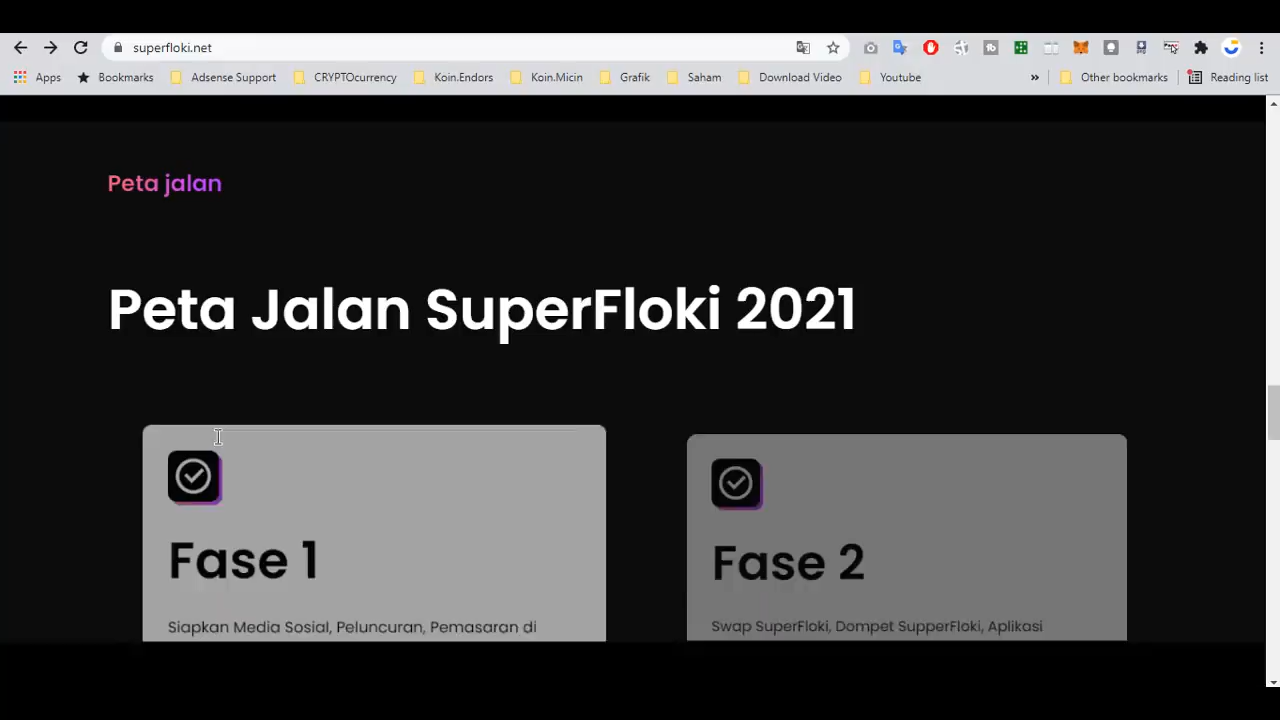 superfloki.net
Apps Bookmarks Adsense Support CRYPTOcurrency Koin.Endors Koin.Micin Grafik Saham Download Video Youtube » Other bookmarks Reading list
Peta jalan
Peta Jalan SuperFloki 2021
Fase 1
Siapkan Media Sosial, Peluncuran, Pemasaran di
Fase 2
Swap SuperFloki, Dompet SupperFloki, Aplikasi